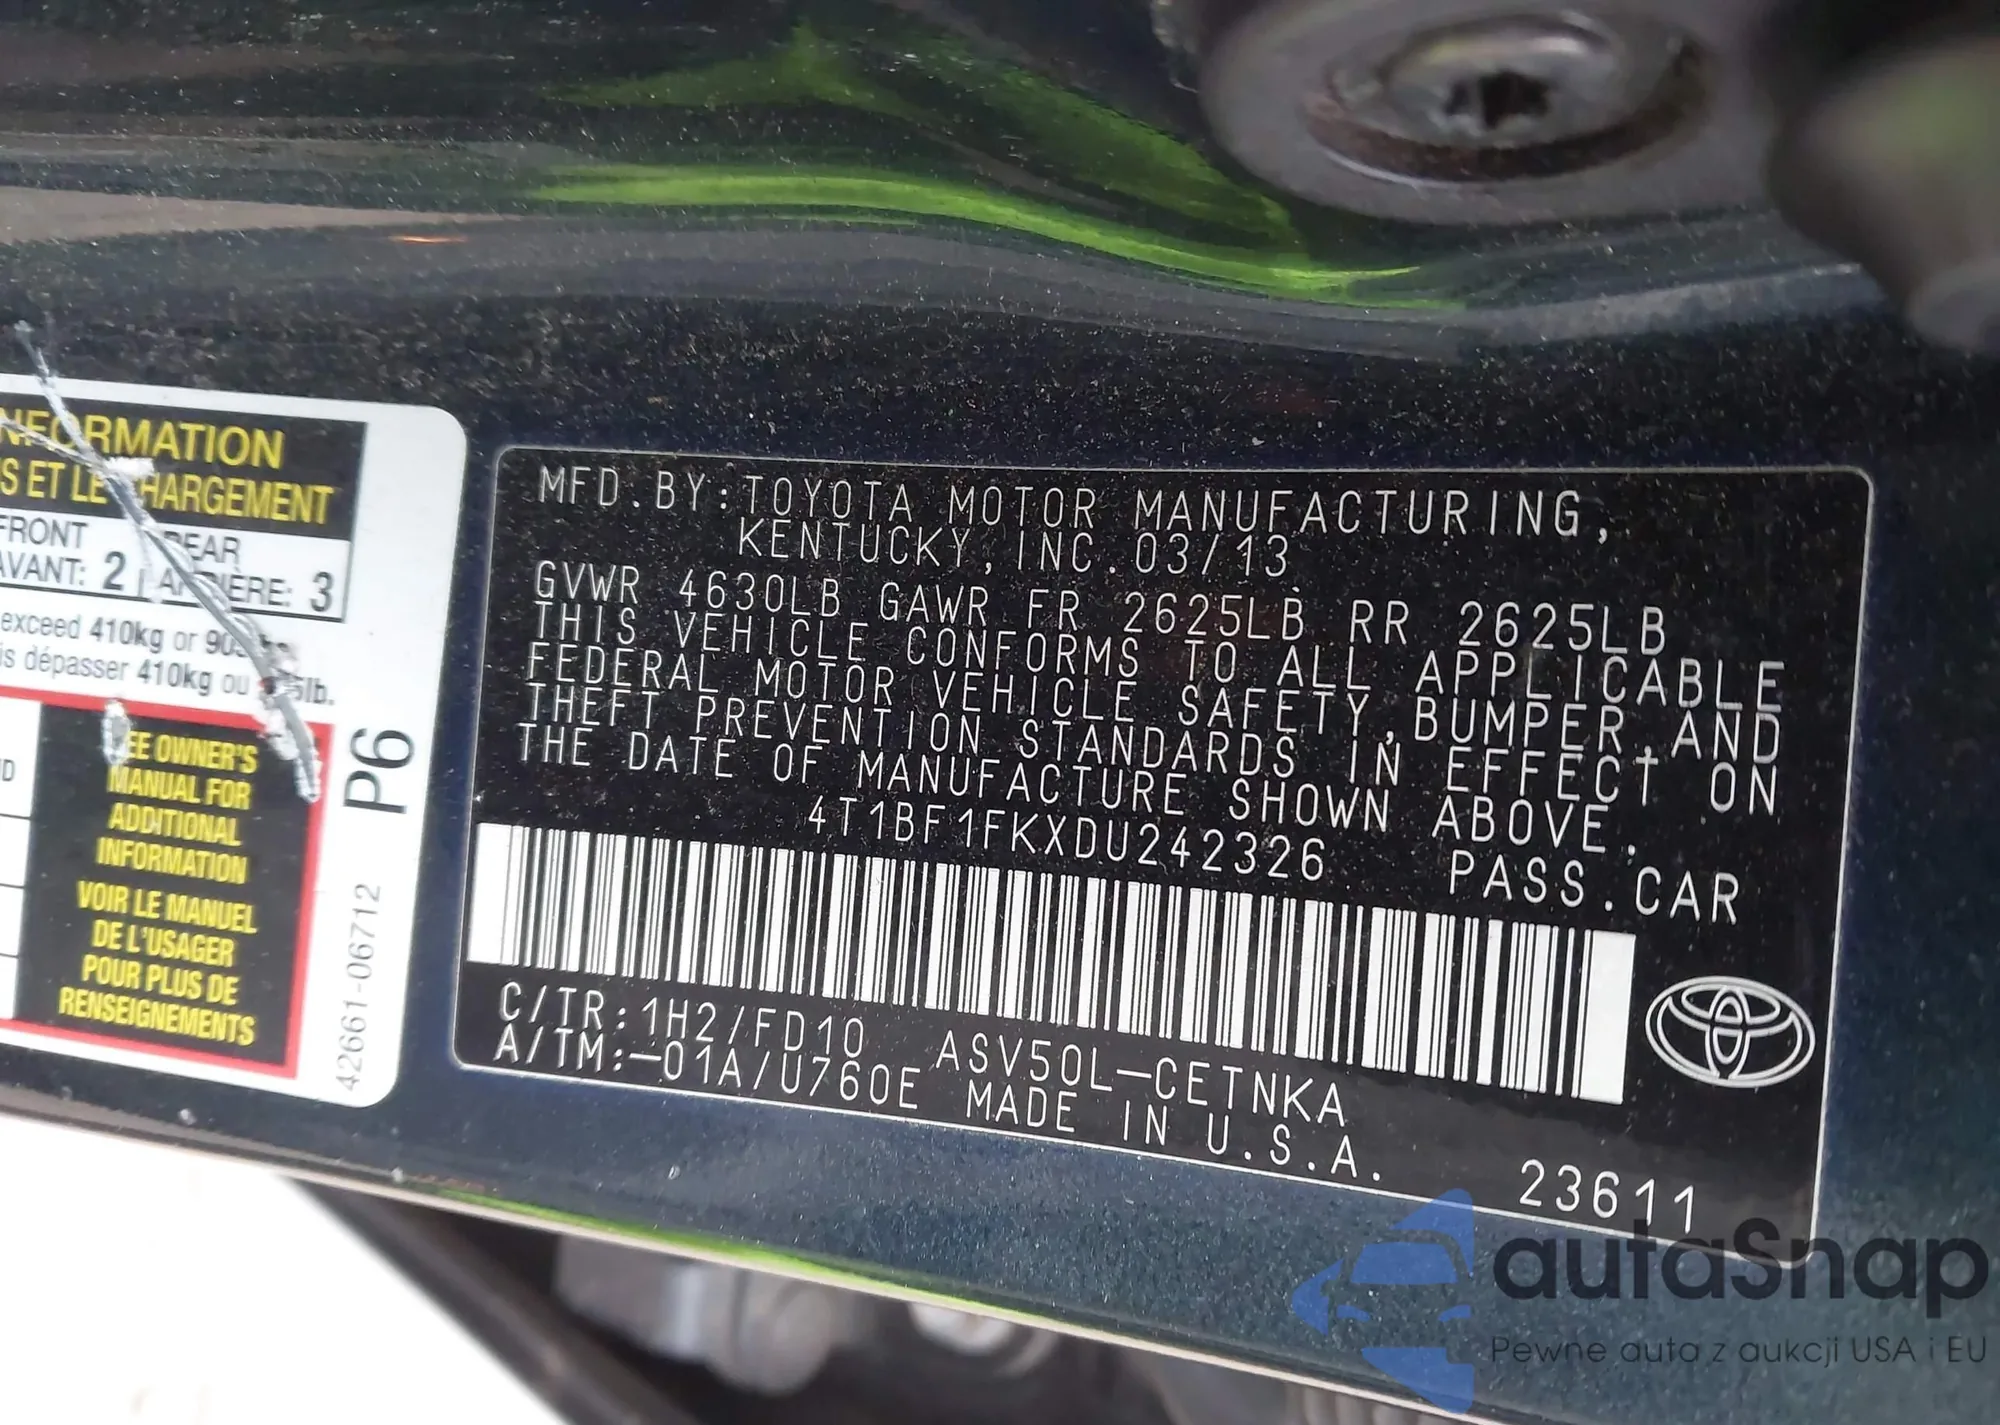 INFORMATION
S ET LE CHARGEMENT
FRONT
AVANT: 2
REAR
ARRIERE: 3
exceed 410kg or
is dépasser 410kg ou
SEE OWNER'S
MANUAL FOR
ADDITIONAL
INFORMATION
VOIR LE MANUEL
DE L'USAGER
POUR PLUS DE
RENSEIGNEMENTS
P6
42661-06712
MFD.BY:TOYOTA MOTOR MANUFACTURING,
KENTUCKY, INC. 03/13
GVWR 4630LB GAWR FR 2625LB RR 2625LB
THIS VEHICLE CONFORMS TO ALL APPLICABLE
FEDERAL MOTOR VEHICLE SAFETY, BUMPER, AND
THEFT PREVENTION STANDARDS IN EFFECT ON
THE DATE OF MANUFACTURE SHOWN ABOVE.
4T1BF1FKXDU242326 PASS.CAR
C/TR:1H2/FD10 ASV50L-CETNKA
A/TM:-01A/U760E MADE IN U.S.A.
23611
autaSnap
Pewne auta z aukcji USA i EU